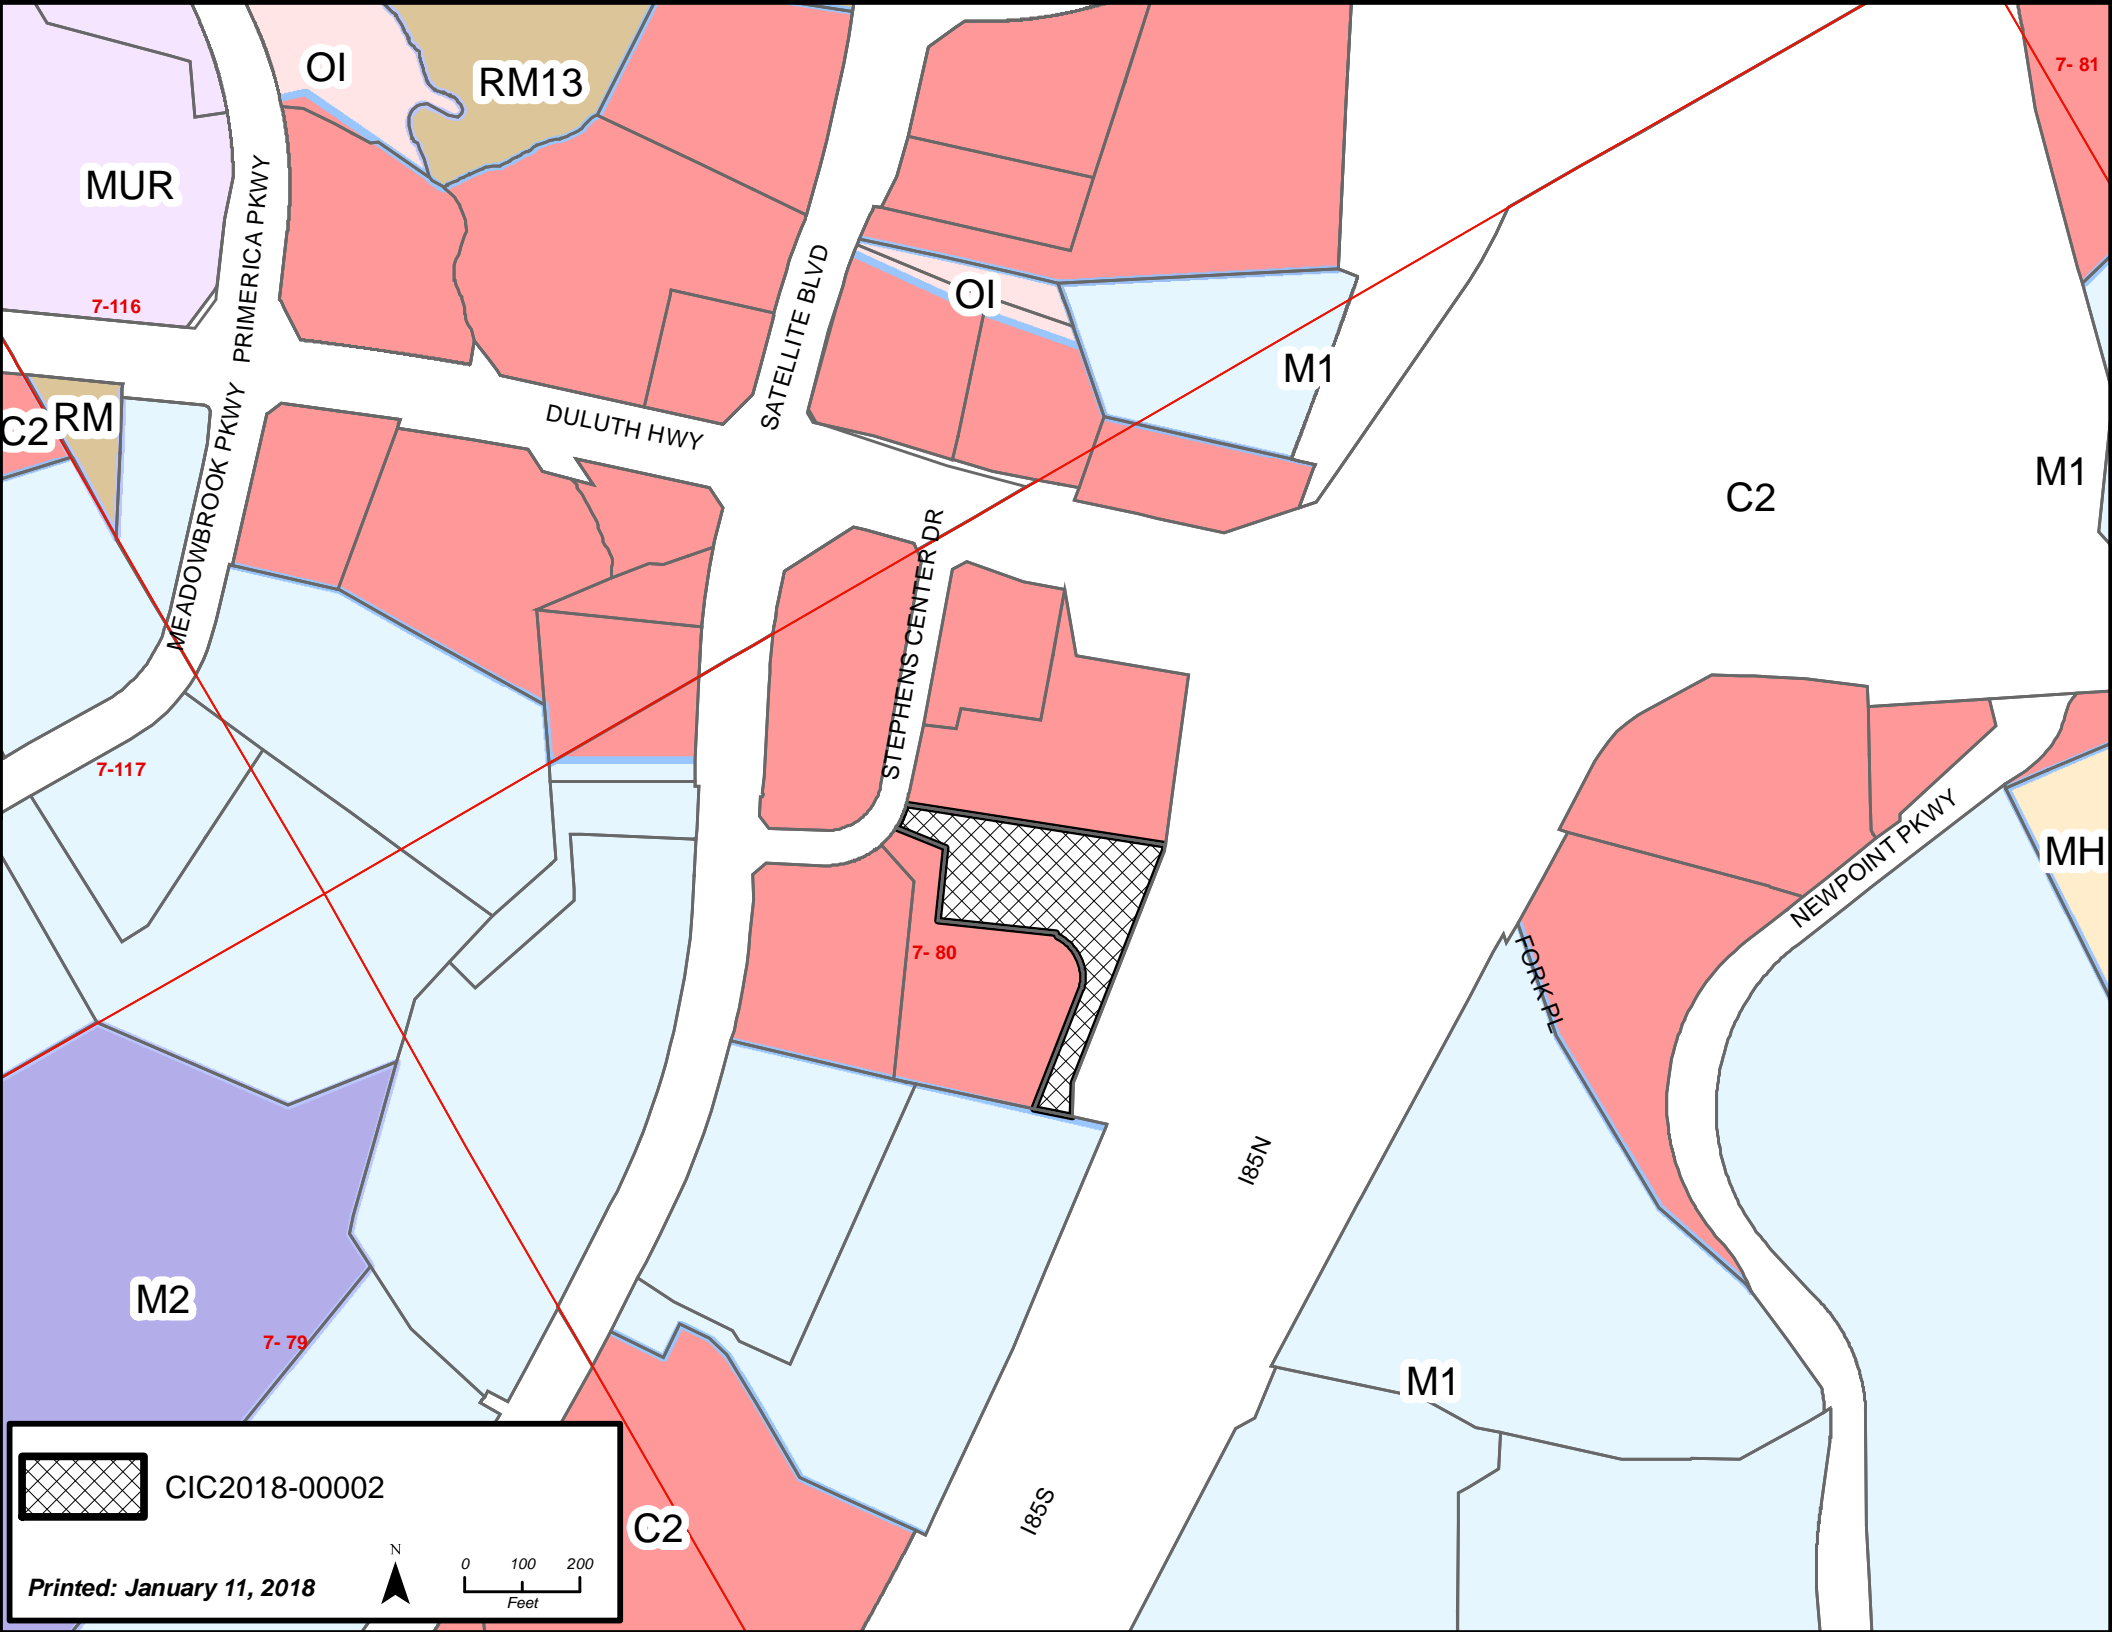 OI
RM13
7- 81
MUR
PRIMERICA PKWY
7-116
SATELLITE BLVD
OI
M1
C2
RM
DULUTH HWY
MEADOWBROOK PKWY
C2
M1
STEPHENS CENTER DR
7-117
NEWPOINT PKWY
MH
7- 80
FORK PL
I85N
M2
7- 79
M1
CIC2018-00002
I85S
C2
N
0 100 200
Feet
Printed: January 11, 2018